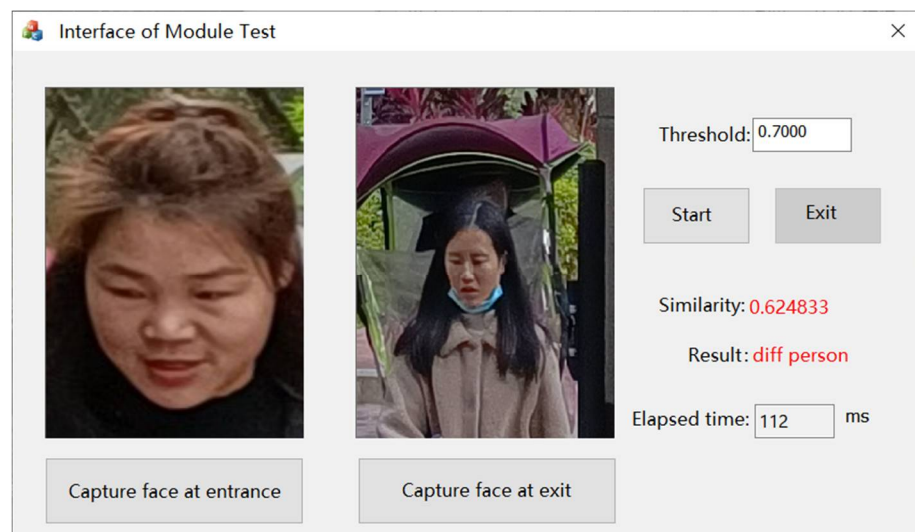 Interface of Module Test
Threshold: 0.7000
Start
Exit
Similarity: 0.624833
Result: diff person
Elapsed time: 112 ms
Capture face at entrance
Capture face at exit